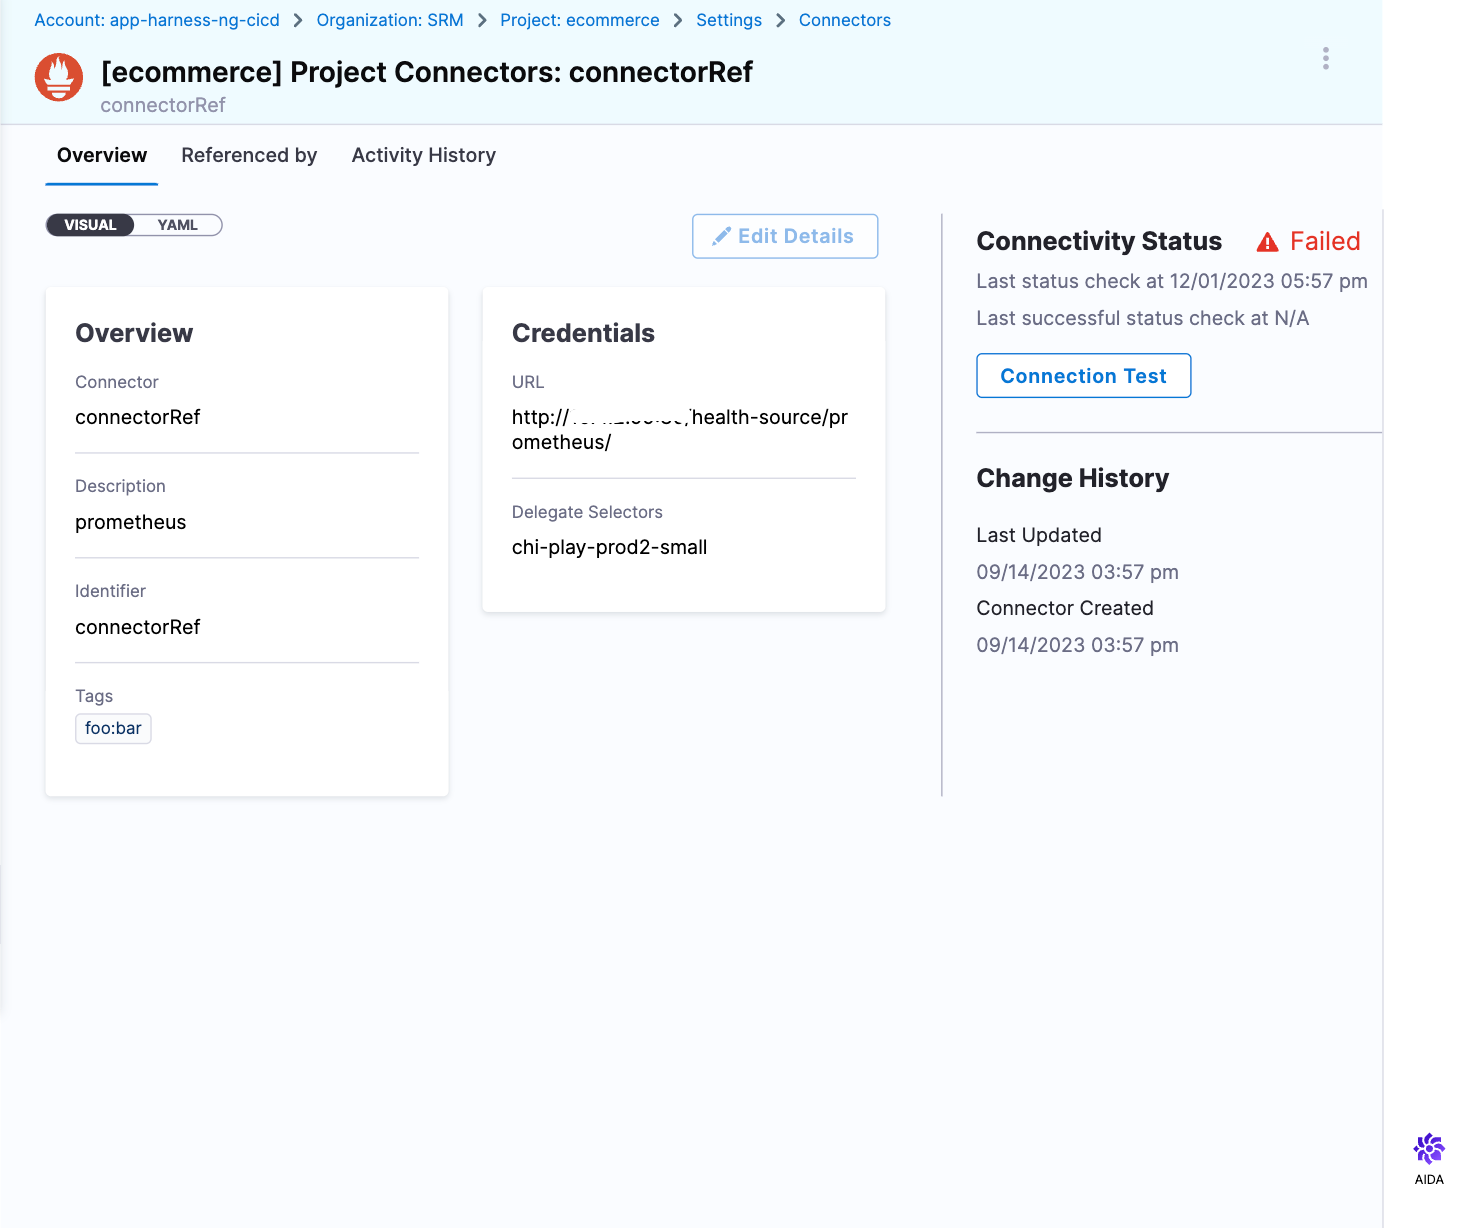 Account: app-harness-ng-cicd > Organization: SRM > Project: ecommerce > Settings > Connectors
[ecommerce] Project Connectors: connectorRef
connectorRef
Overview Referenced by Activity History
VISUAL YAML
Edit Details
Overview
Connector
connectorRef
Description
prometheus
Identifier
connectorRef
Tags
foo:bar
Credentials
URL
http:// /health-source/pr
ometheus/
Delegate Selectors
chi-play-prod2-small
Connectivity Status Failed
Last status check at 12/01/2023 05:57 pm
Last successful status check at N/A
Connection Test
Change History
Last Updated
09/14/2023 03:57 pm
Connector Created
09/14/2023 03:57 pm
AIDA